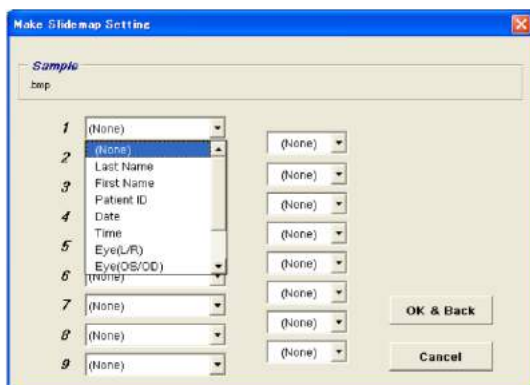 Make Slidemap Setting
Sample
.bmp
1 (None)
(None)
(None)
2 Last Name
First Name
(None)
3 Patient ID
(None)
4 Date
Time
(None)
5 Eye(L/R)
Eye(OS/OD)
(None)
6 (None)
(None)
7 (None)
OK & Back
(None)
8 (None)
(None)
Cancel
9 (None)